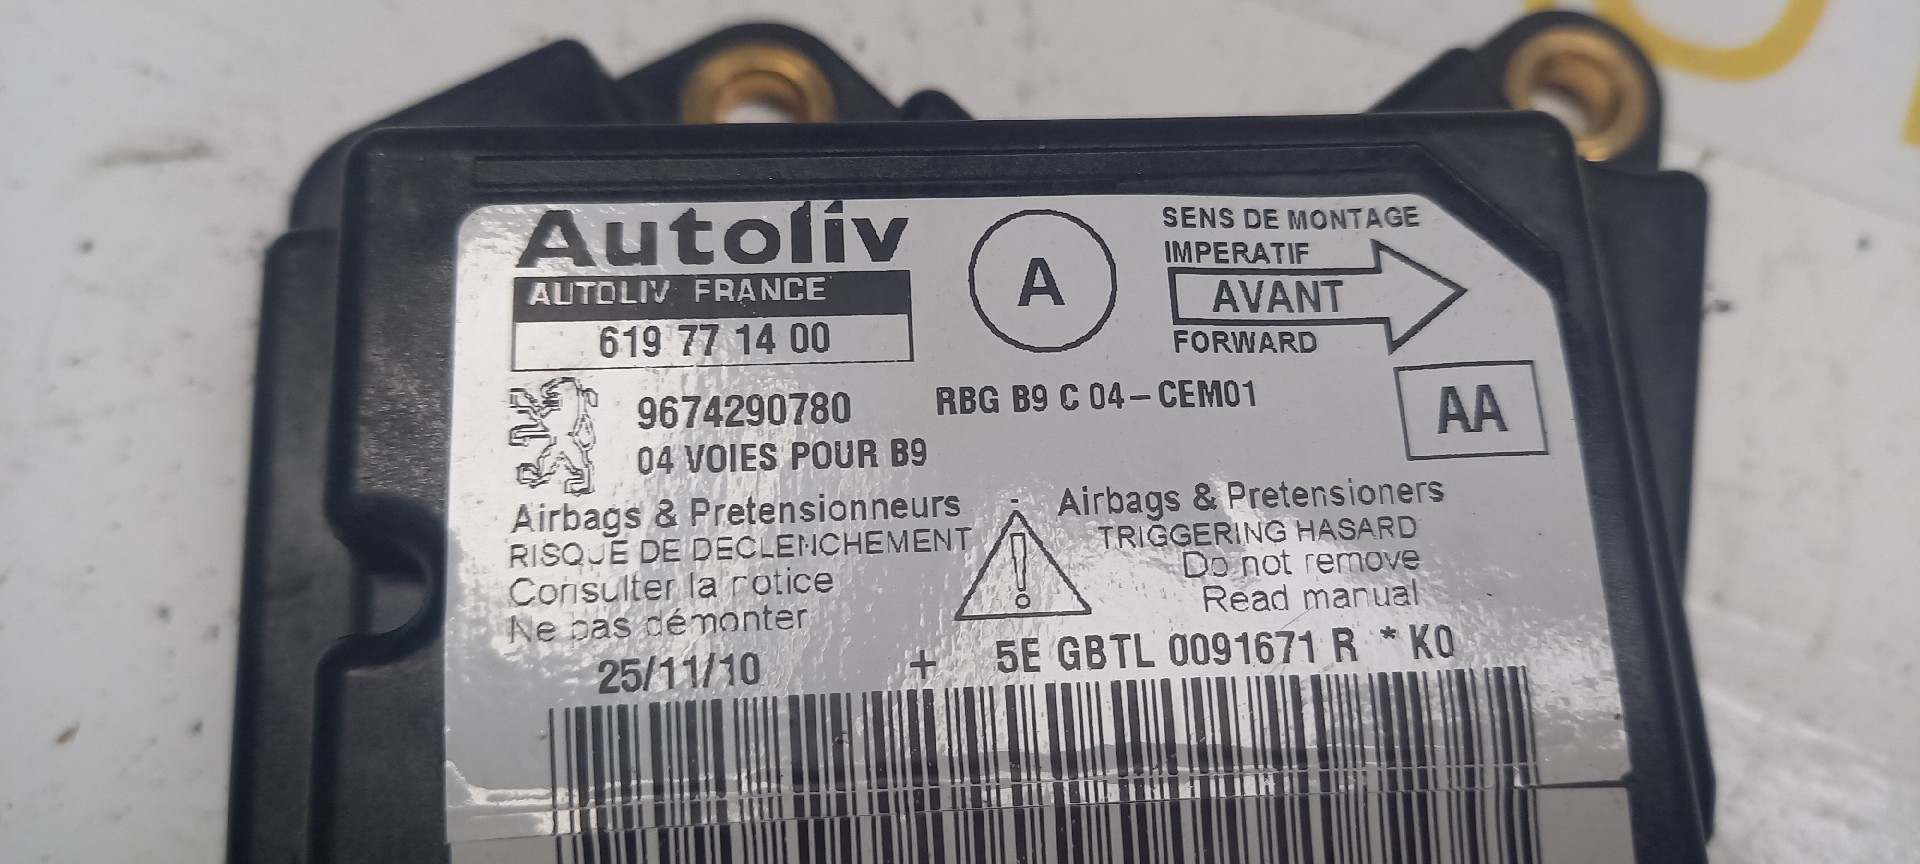 Autoliv
AUTOLIV FRANCE
619 77 14 00
A
SENS DE MONTAGE
IMPERATIF
AVANT
FORWARD
9674290780
RBG B9 C 04-CEM01
AA
04 VOIES POUR B9
Airbags & Pretensionneurs
RISQUE DE DECLENCHEMENT
Consulter la notice
Ne pas démonter
Airbags & Pretensioners
TRIGGERING HASARD
Do not remove
Read manual
25/11/10 + 5E GBTL 0091671 R * K0